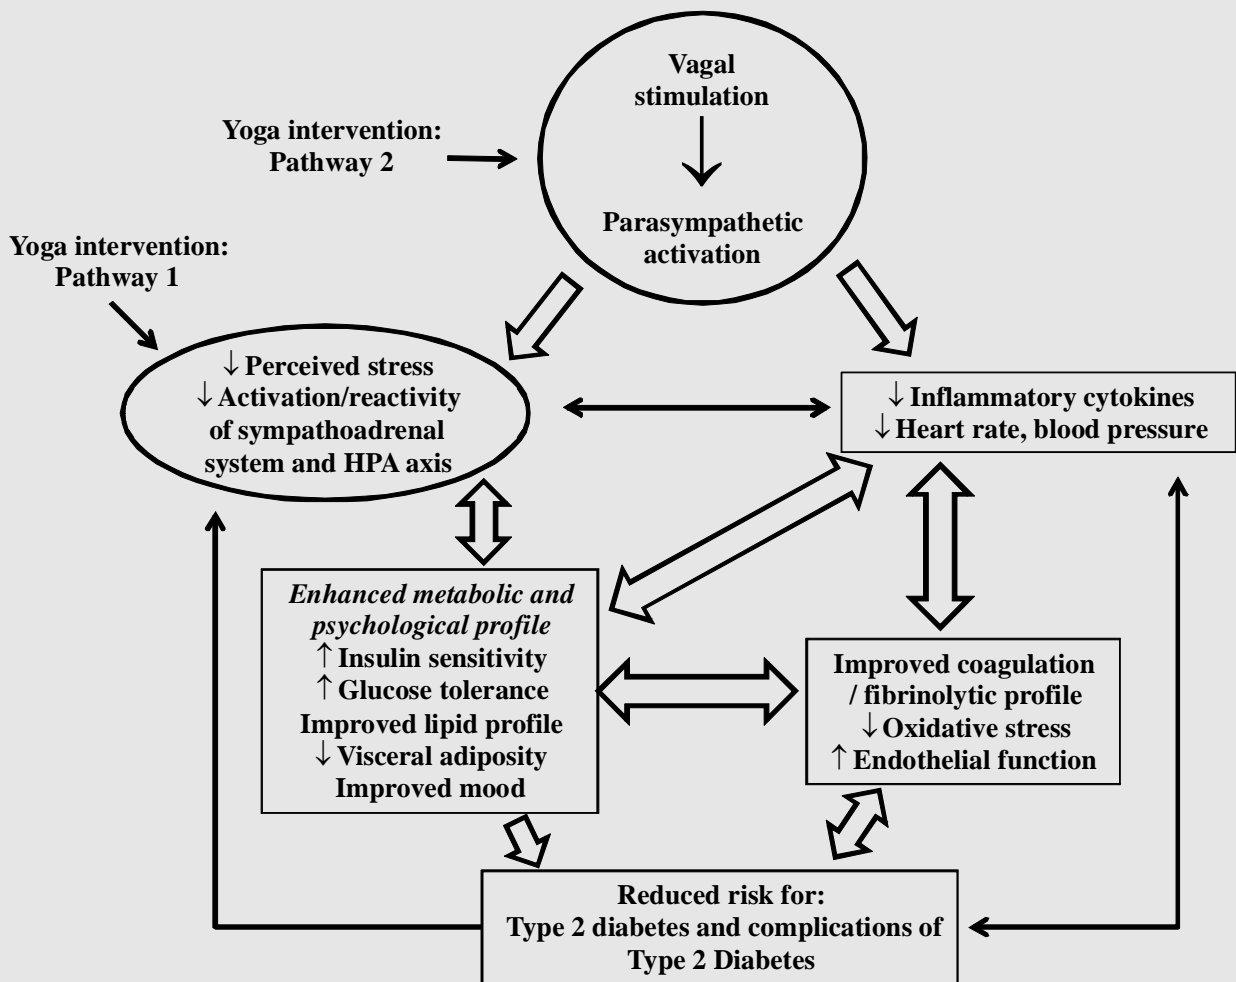 Vagal
stimulation
Yoga intervention:
Pathway 2
Parasympathetic
activation
Yoga intervention:
Pathway 1
↓ Perceived stress
↓ Activation/reactivity
of sympathoadrenal
system and HPA axis
↓ Inflammatory cytokines
↓ Heart rate, blood pressure
Enhanced metabolic and
psychological profile
↑ Insulin sensitivity
↑ Glucose tolerance
Improved lipid profile
↓ Visceral adiposity
Improved mood
Improved coagulation
/ fibrinolytic profile
↓ Oxidative stress
↑ Endothelial function
Reduced risk for:
Type 2 diabetes and complications of
Type 2 Diabetes